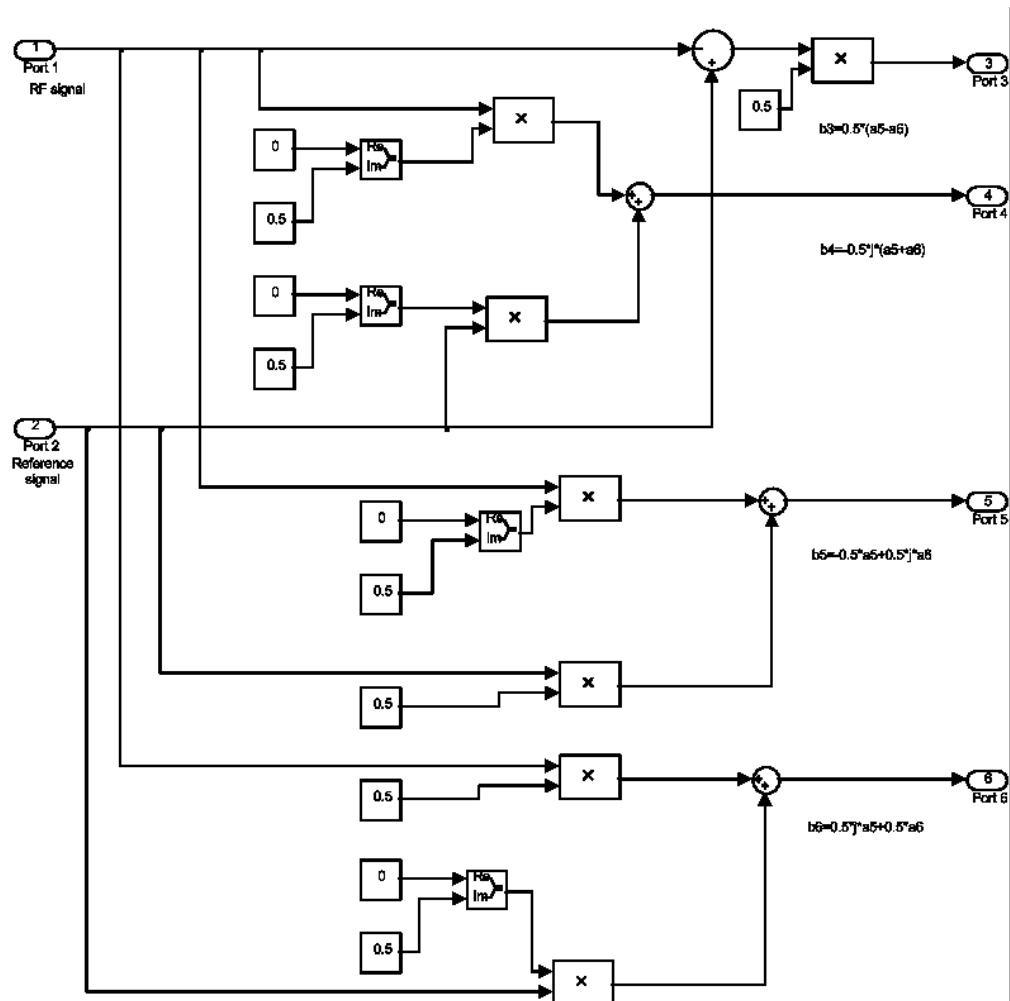 1
Port 1
RF signal
−
+
×
3
Port 3
0.5
b3=0.5*(a5-a6)
×
0
Re
Im
0.5
+
+
4
Port 4
b4=-0.5*j*(a5+a6)
0
Re
Im
0.5
×
2
Port 2
Reference
signal
×
0
Re
Im
0.5
+
+
5
Port 5
b5=-0.5*a5+0.5*j*a6
×
0.5
×
0.5
+
+
6
Port 6
b6=0.5*j*a5+0.5*a6
0
Re
Im
0.5
×